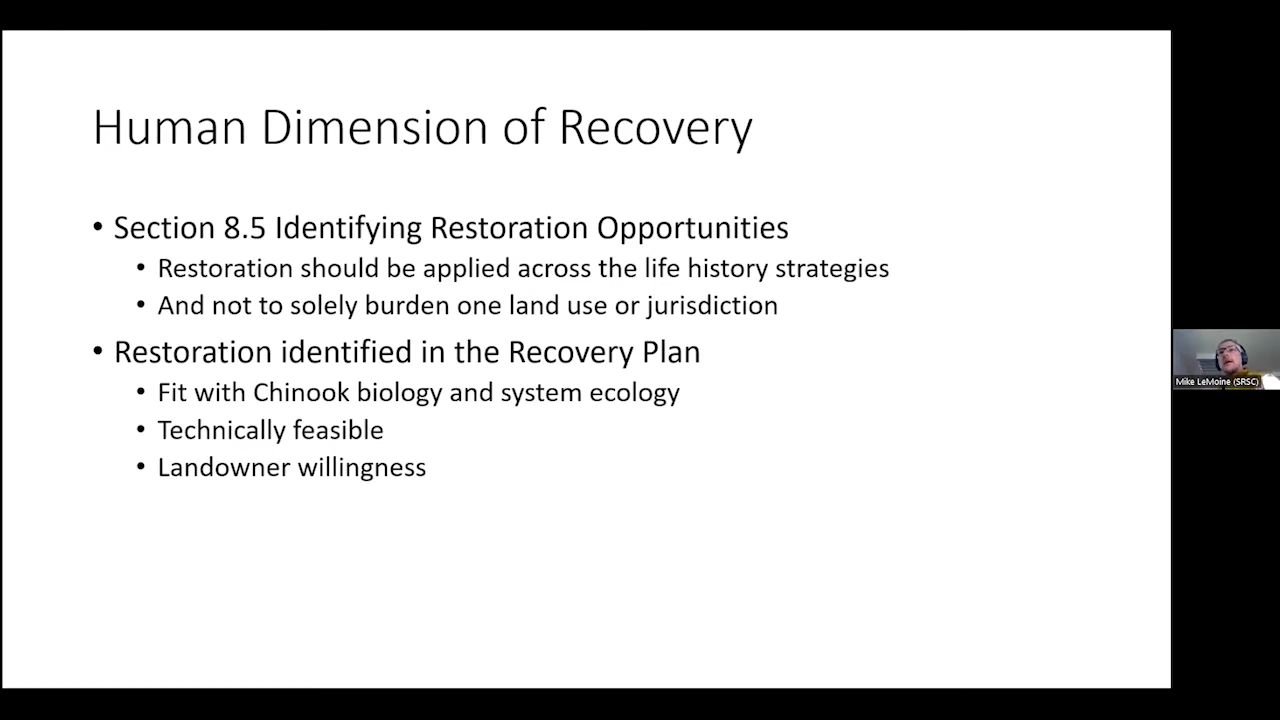 Human Dimension of Recovery
• Section 8.5 Identifying Restoration Opportunities
• Restoration should be applied across the life history strategies
• And not to solely burden one land use or jurisdiction
• Restoration identified in the Recovery Plan
• Fit with Chinook biology and system ecology
• Technically feasible
• Landowner willingness
Mike LeMoine (SRSC)